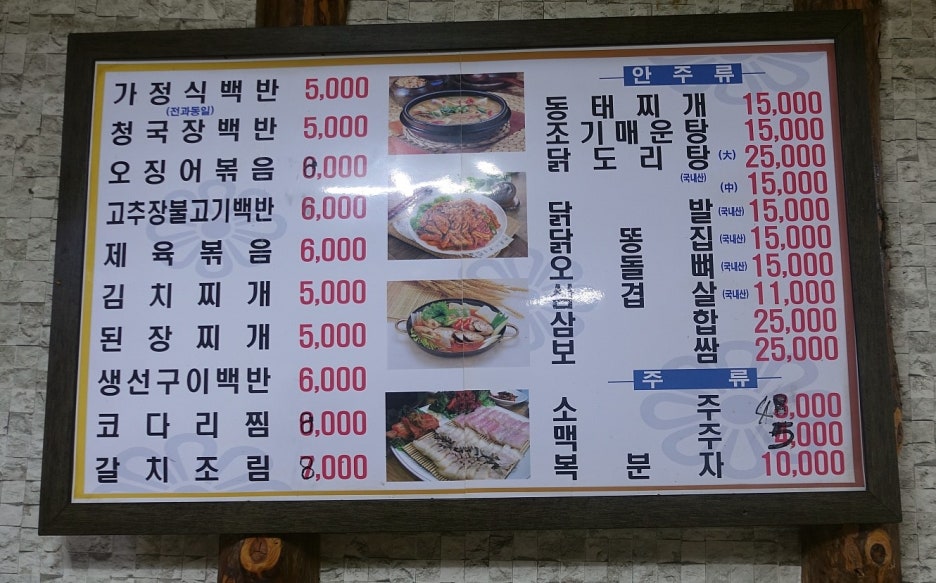 가정식백반 5,000
(전과동일)
청국장백반 5,000
오징어볶음
고추장불고기백반 6,000
제육볶음 6,000
김치찌개 5,000
된장찌개 5,000
생선구이백반 6,000
코다리찜
갈치조림
안주류
동태찌개 15,000
조기매운탕 15,000
닭도리탕 (大) 25,000
(국내산) (中) 15,000
닭발 (국내산) 15,000
닭똥집 (국내산) 15,000
오돌뼈 (국내산) 15,000
삼겹살 (국내산) 11,000
삼합 25,000
보쌈 25,000
주류
소주
맥주
복분자 10,000